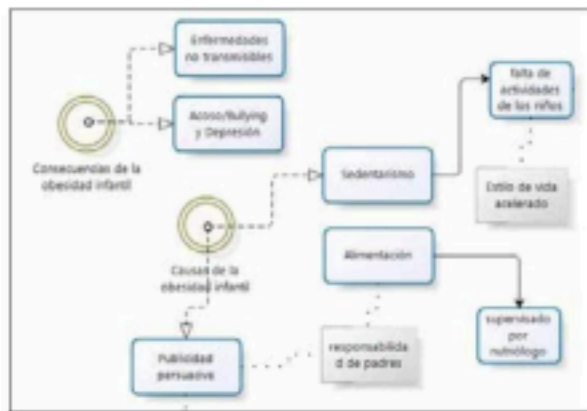 Enfermedades
no transmisibles
Acoso/Bullying
y Depresión
Consecuencias de la
obesidad infantil
falta de
actividades
de los niños
Sedentarismo
Estilo de vida
acelerado
Causas de la
obesidad infantil
Alimentación
supervisado
por
nutriólogo
Publicidad
persuasiva
responsabilida
d de padres